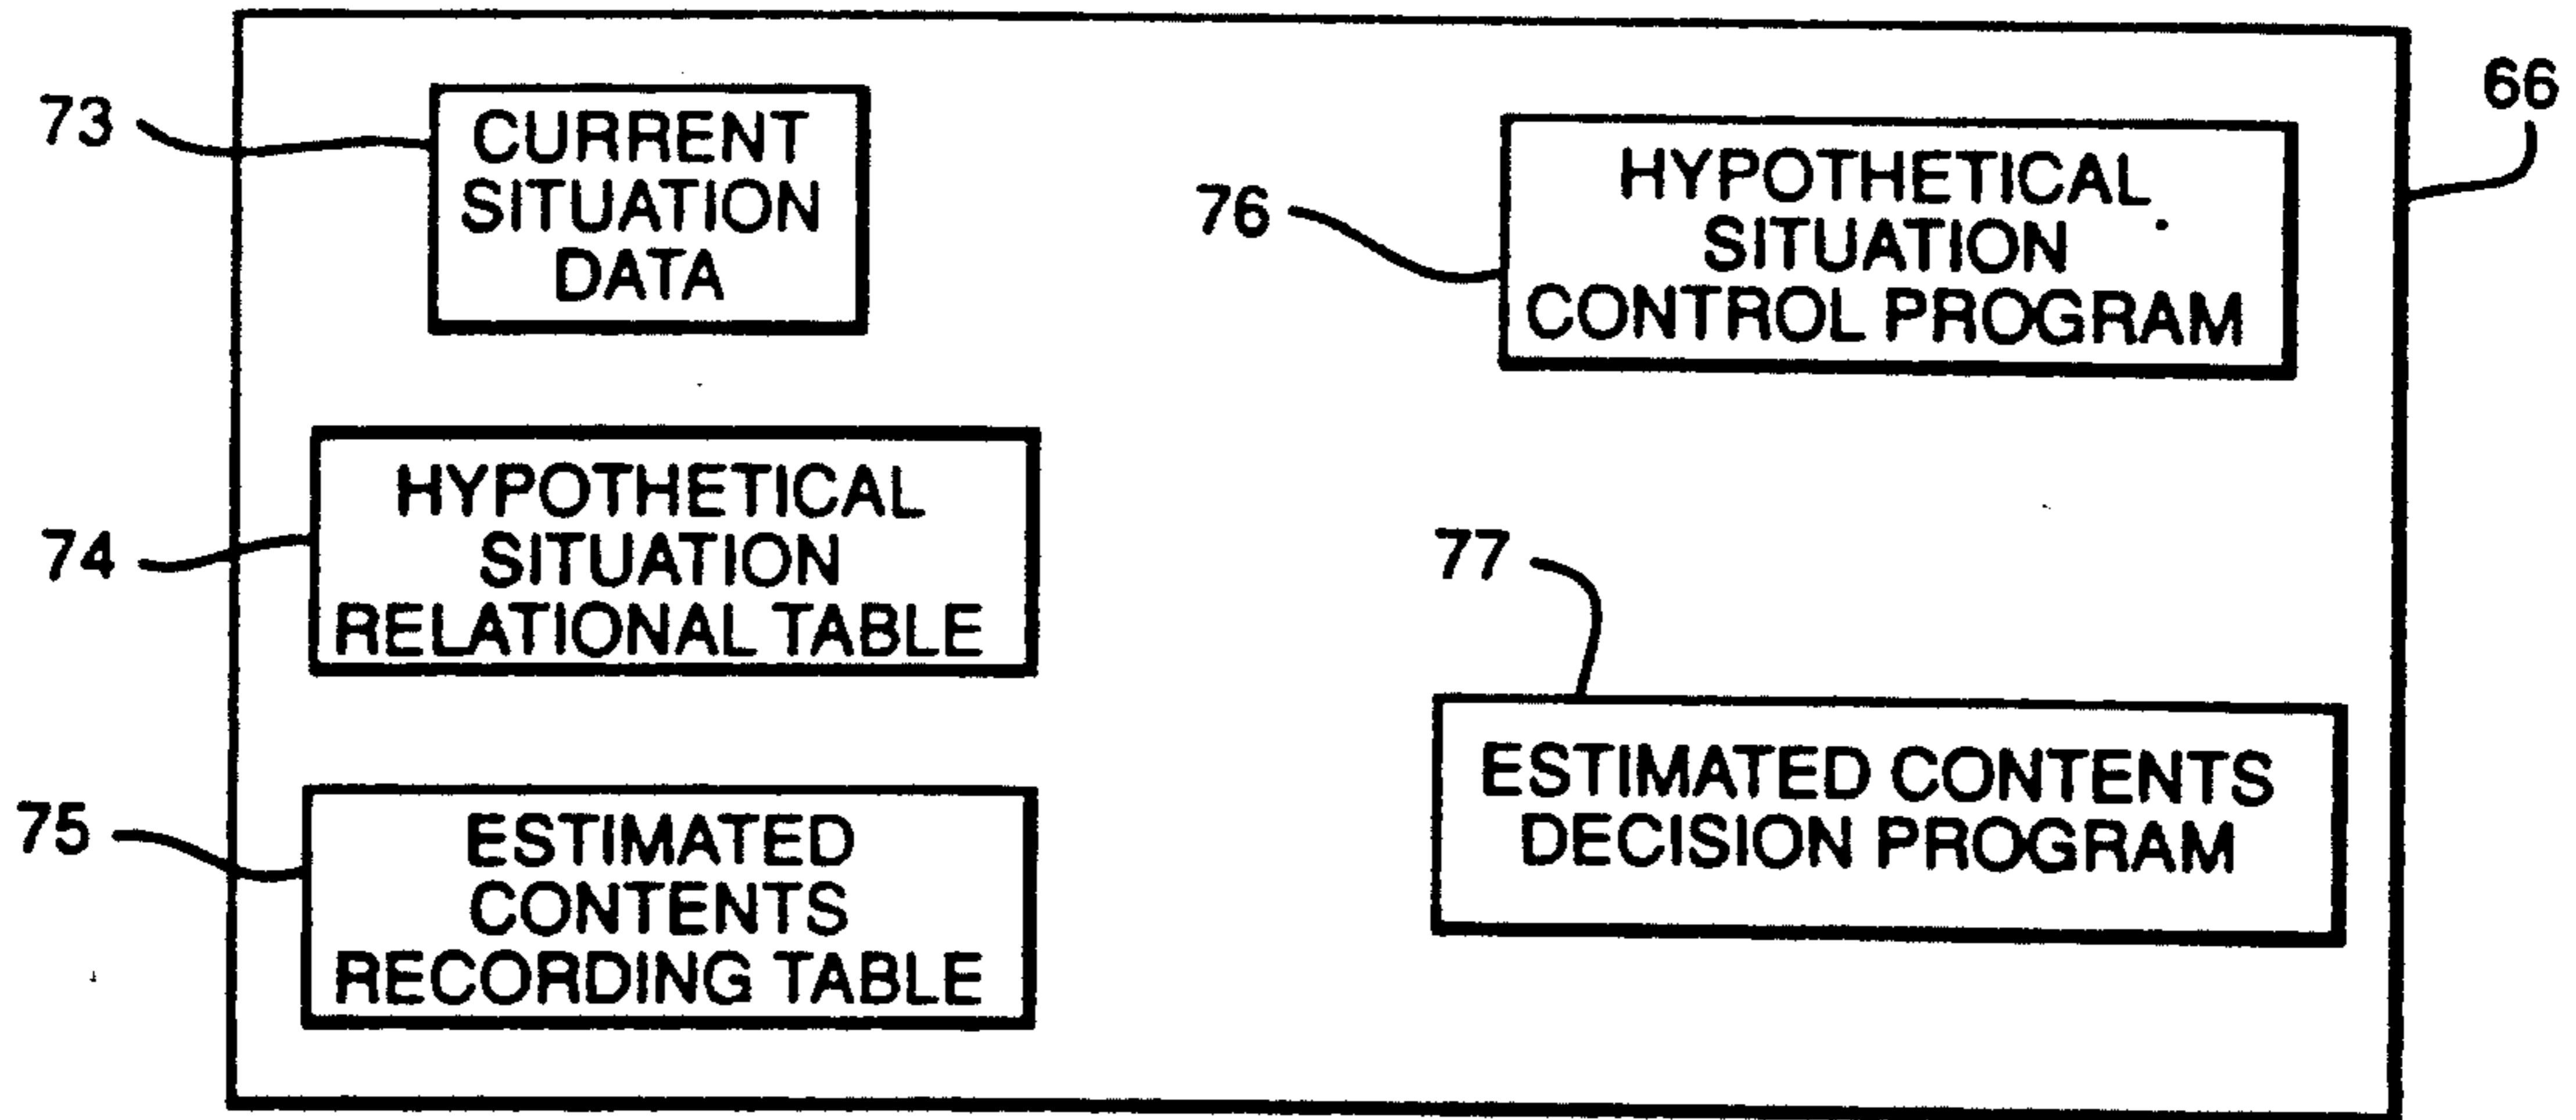 73
CURRENT
SITUATION
DATA
66
76
HYPOTHETICAL
SITUATION
CONTROL PROGRAM
74
HYPOTHETICAL
SITUATION
RELATIONAL TABLE
77
ESTIMATED CONTENTS
DECISION PROGRAM
75
ESTIMATED
CONTENTS
RECORDING TABLE